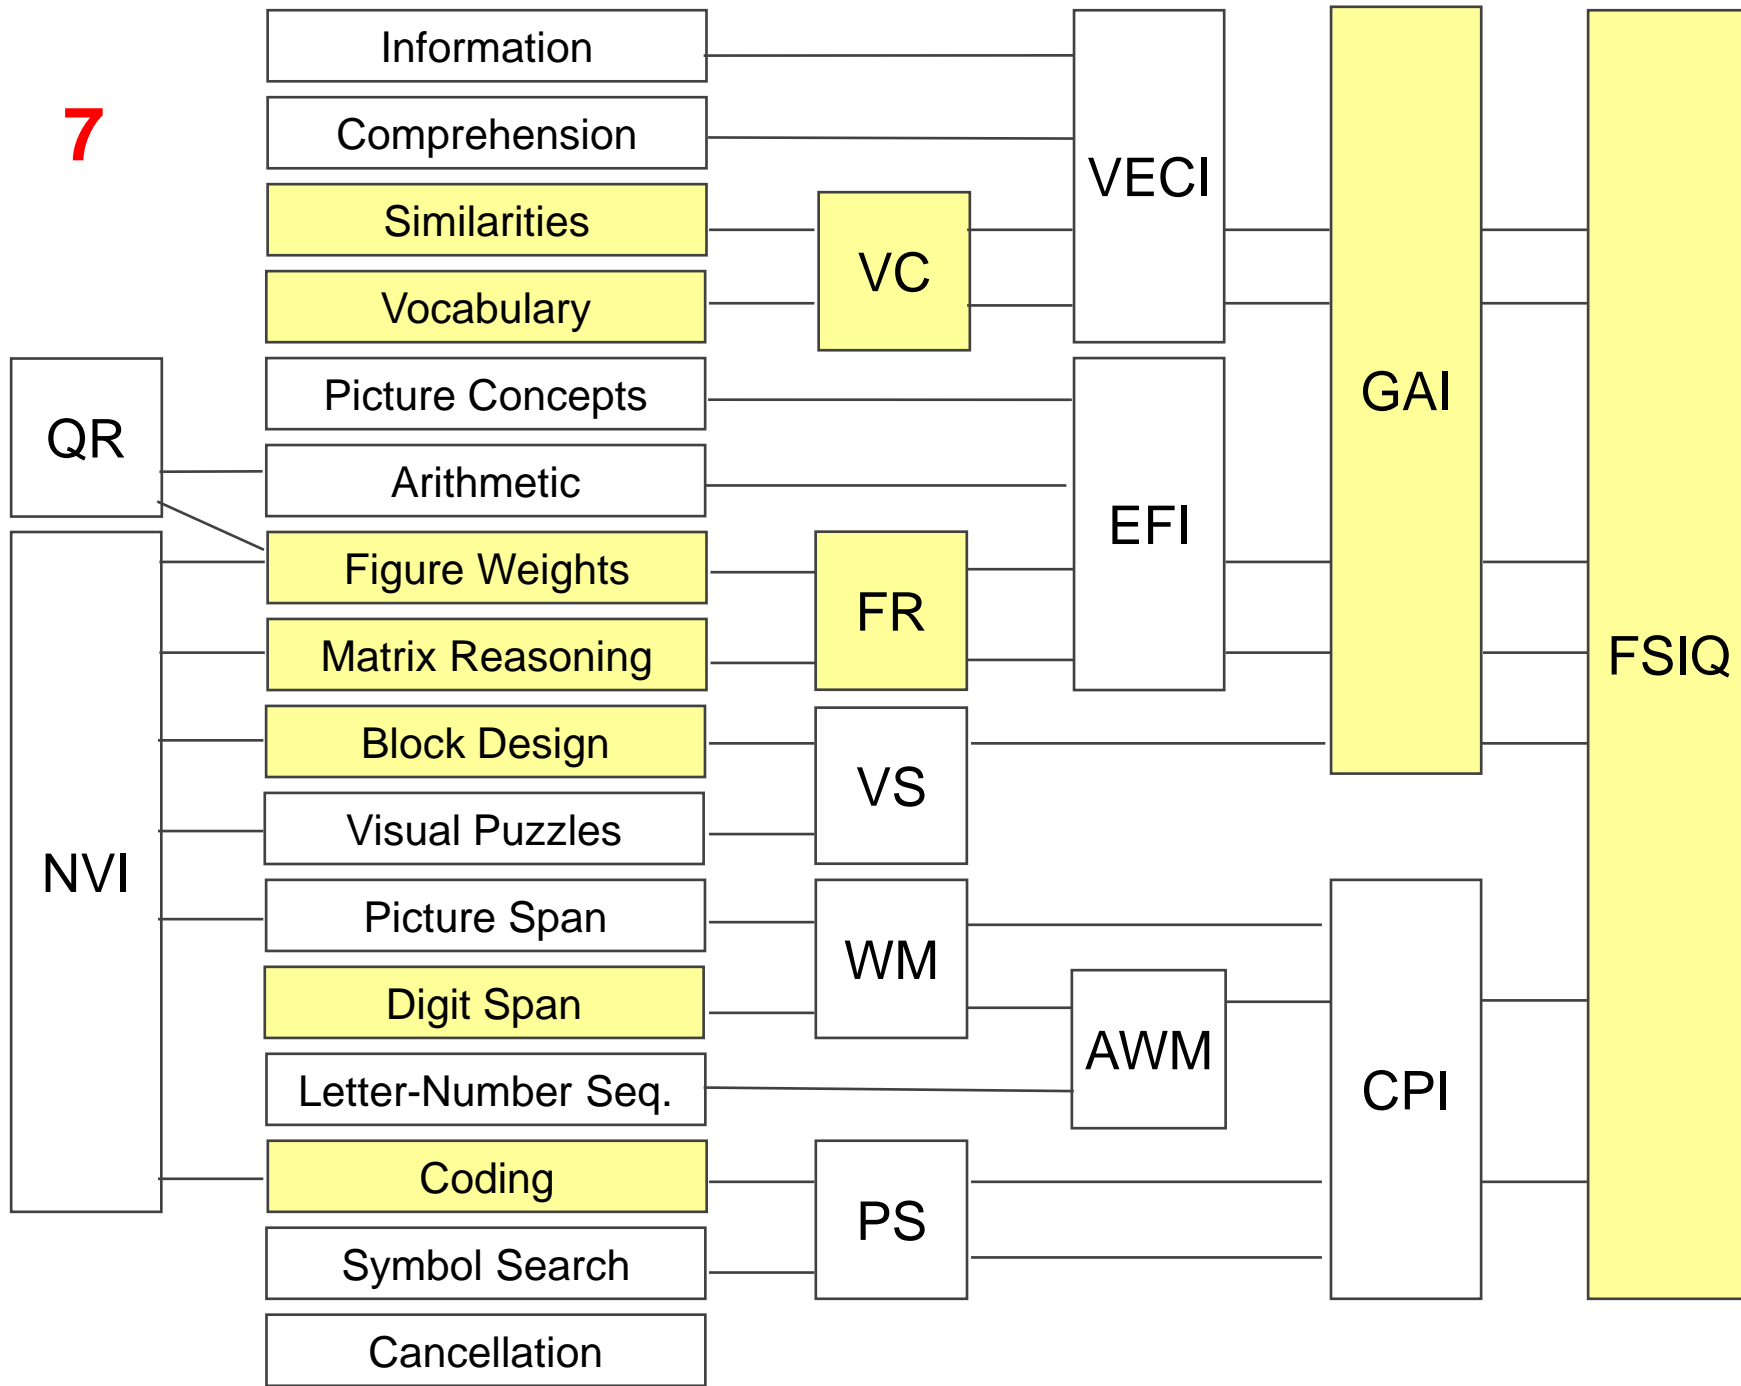 7
Information
Comprehension
Similarities
Vocabulary
Picture Concepts
Arithmetic
Figure Weights
Matrix Reasoning
Block Design
Visual Puzzles
Picture Span
Digit Span
Letter-Number Seq.
Coding
Symbol Search
Cancellation
QR
NVI
VC
FR
VS
WM
PS
VECI
EFI
AWM
GAI
CPI
FSIQ